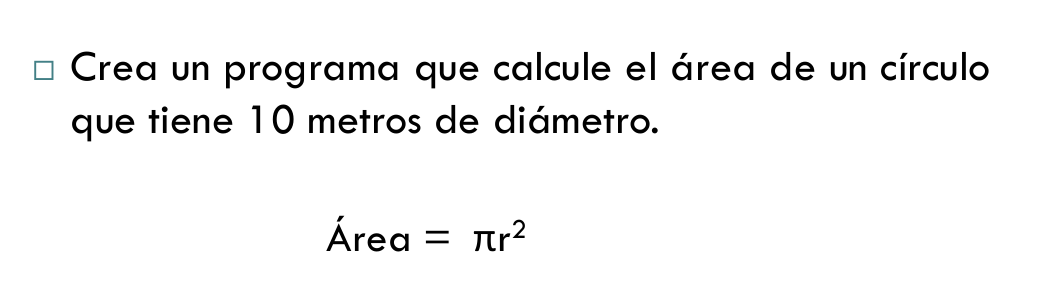 □ Crea un programa que calcule el área de un círculo
que tiene 10 metros de diámetro.
Área = πr²